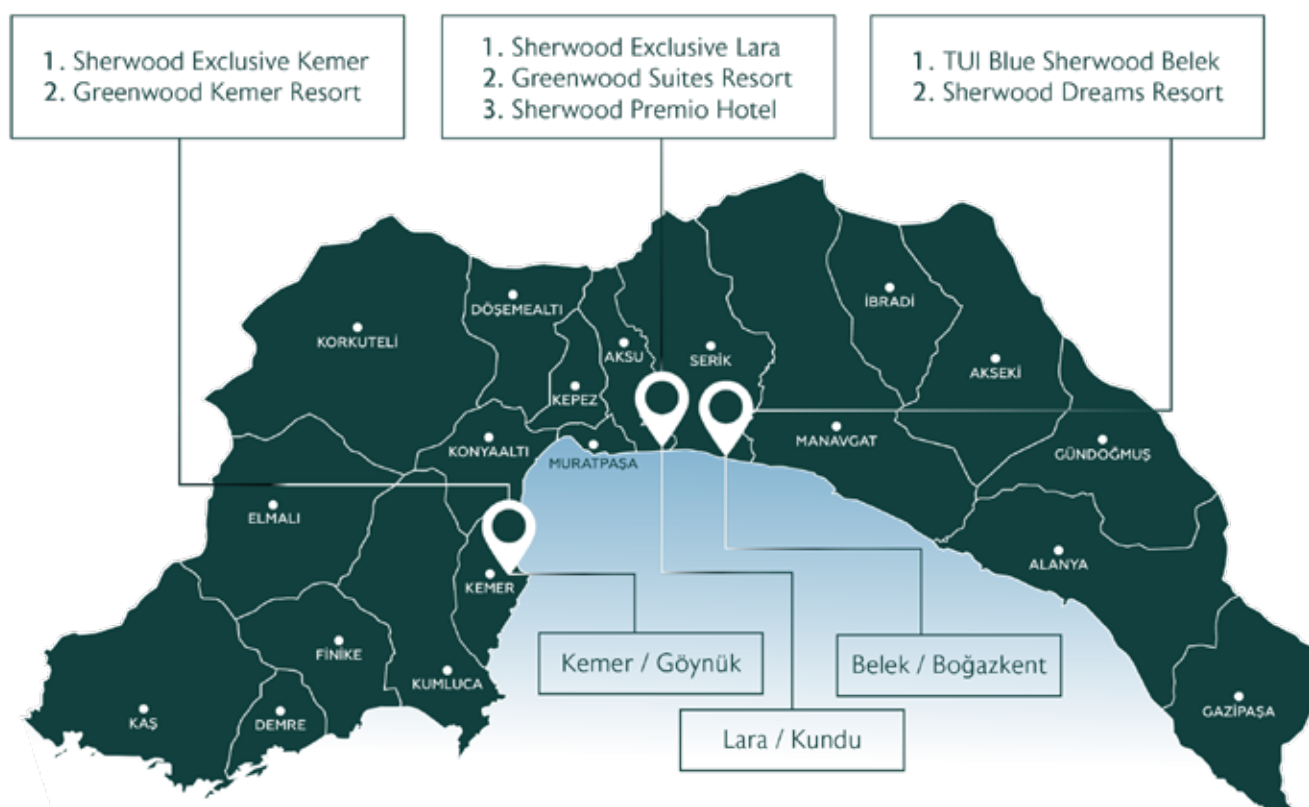 1. Sherwood Exclusive Kemer
2. Greenwood Kemer Resort
1. Sherwood Exclusive Lara
2. Greenwood Suites Resort
3. Sherwood Premio Hotel
1. TUI Blue Sherwood Belek
2. Sherwood Dreams Resort
KORKUTELİ
DÖŞEMEALTI
KEPEZ
AKSU
SERİK
İBRADİ
AKSEKİ
MANAVGAT
GÜNDOĞMUŞ
KONYAALTI
MURATPAŞA
ELMALI
KEMER
ALANYA
FİNİKE
KUMLUCA
KAŞ
DEMRE
GAZİPAŞA
Kemer / Göynük
Belek / Boğazkent
Lara / Kundu